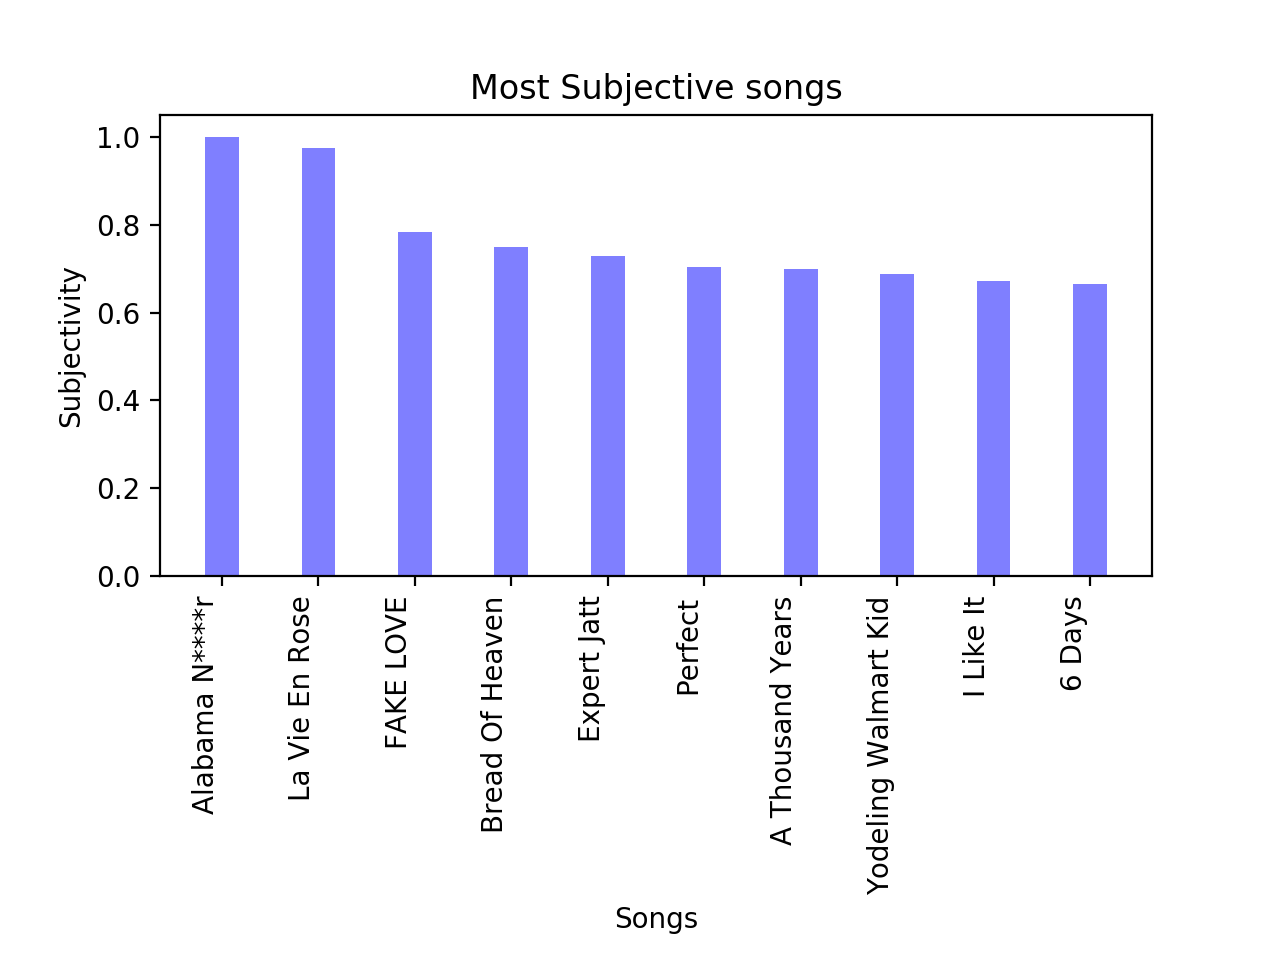 Most Subjective songs
Subjectivity
1.0
0.8
0.6
0.4
0.2
0.0
Alabama N****r
La Vie En Rose
FAKE LOVE
Bread Of Heaven
Expert Jatt
Perfect
A Thousand Years
Yodeling Walmart Kid
I Like It
6 Days
Songs